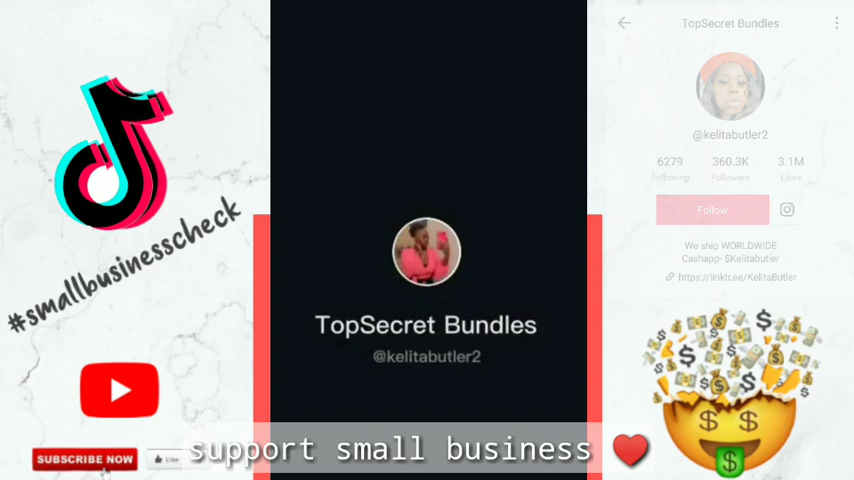 #smallbusinesscheck
SUBSCRIBE NOW
Like
TopSecret Bundles
@kelitabutler2
support small business ❤
TopSecret Bundles
@kelitabutler2
6279 360.3K 3.1M
Following Followers Likes
Follow
We ship WORLDWIDE
Cashapp- $Kelitabutler
https://linktr.ee/KelitaButler